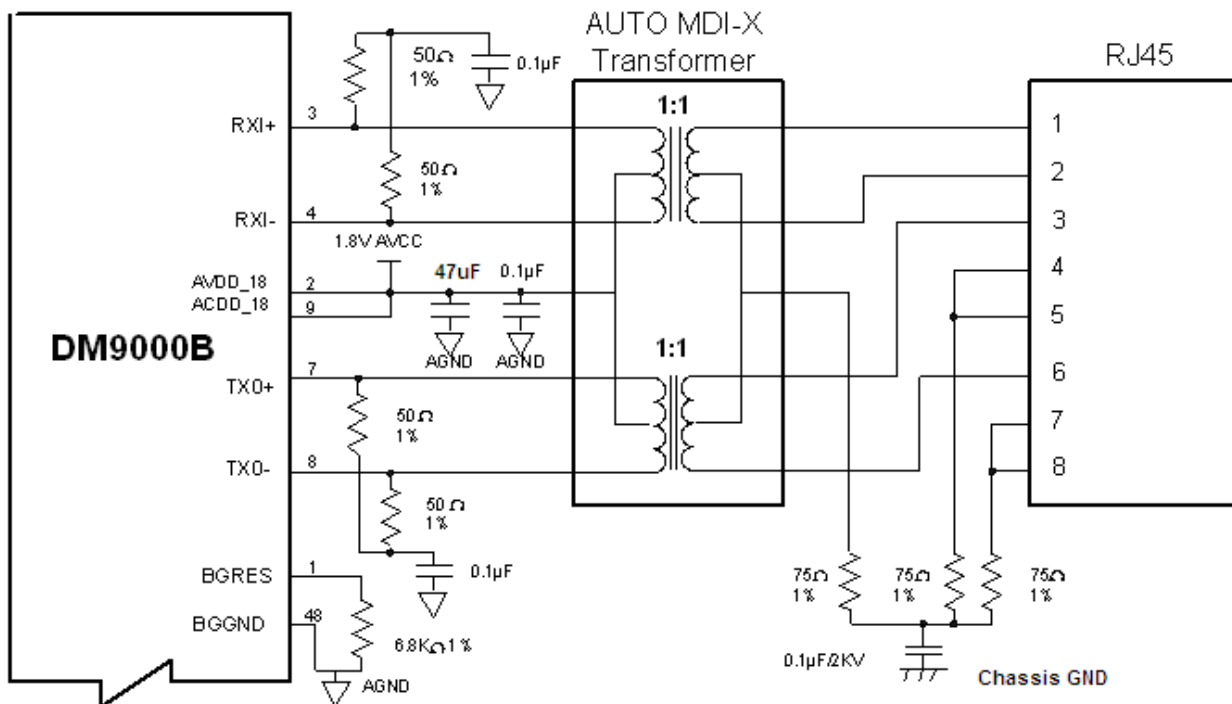 AUTO MDI-X
Transformer
RJ45
50Ω
1%
0.1µF
1:1
RXI+
3
1
50Ω
1%
2
RXI-
4
3
1.8V AVCC
4
AVDD_18
2
47uF
0.1µF
ACDD_18
9
5
DM9000B
AGND
AGND
1:1
TXO+
7
6
50Ω
1%
7
TXO-
8
8
50Ω
1%
BGRES
1
0.1µF
75Ω
1%
75Ω
1%
75Ω
1%
BGGND
48
6.8KΩ1%
AGND
0.1µF/2KV
Chassis GND